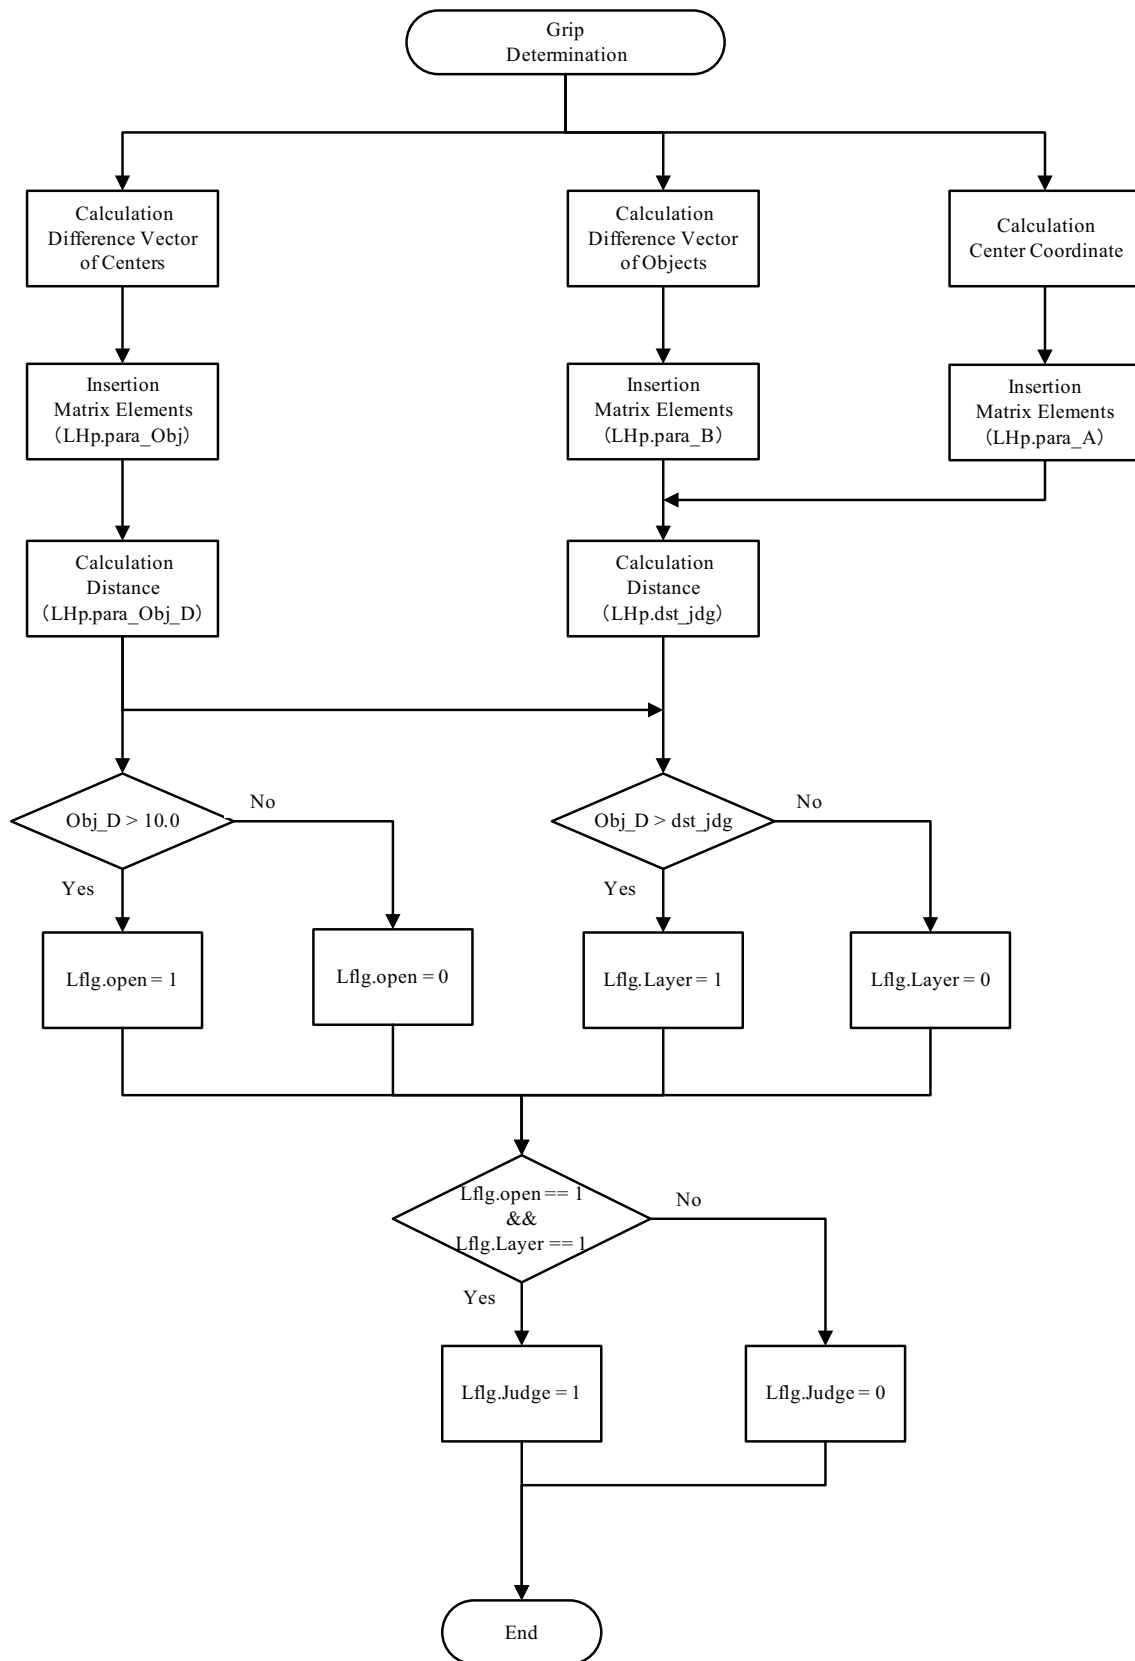 Grip
Determination
Calculation
Difference Vector
of Centers
Calculation
Difference Vector
of Objects
Calculation
Center Coordinate
Insertion
Matrix Elements
（LHp.para_Obj）
Insertion
Matrix Elements
（LHp.para_B）
Insertion
Matrix Elements
（LHp.para_A）
Calculation
Distance
（LHp.para_Obj_D）
Calculation
Distance
（LHp.dst_jdg）
Obj_D > 10.0
No
Yes
Obj_D > dst_jdg
No
Yes
Lflg.open = 1
Lflg.open = 0
Lflg.Layer = 1
Lflg.Layer = 0
Lflg.open == 1
&&
Lflg.Layer == 1
No
Yes
Lflg.Judge = 1
Lflg.Judge = 0
End